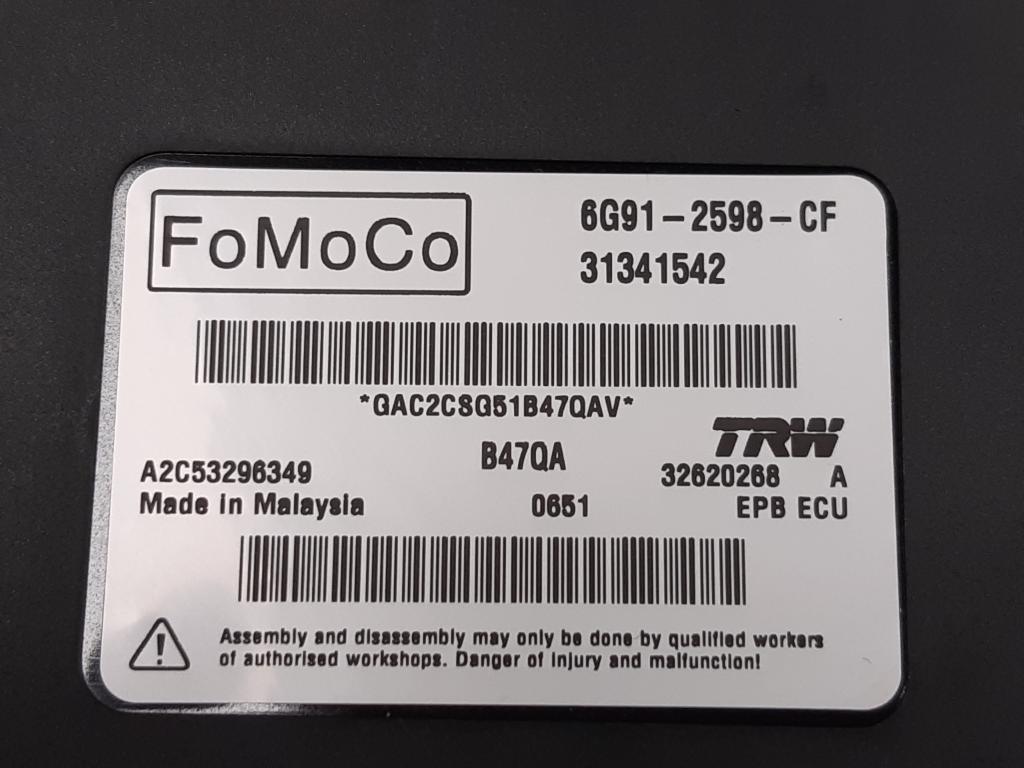 FoMoCo
6G91-2598-CF
31341542
*GAC2CSG51B47QAV*
TRW
B47QA
A2C53296349
32620268 A
Made in Malaysia
0651
EPB ECU
Assembly and disassembly may only be done by qualified workers
of authorised workshops. Danger of injury and malfunction!